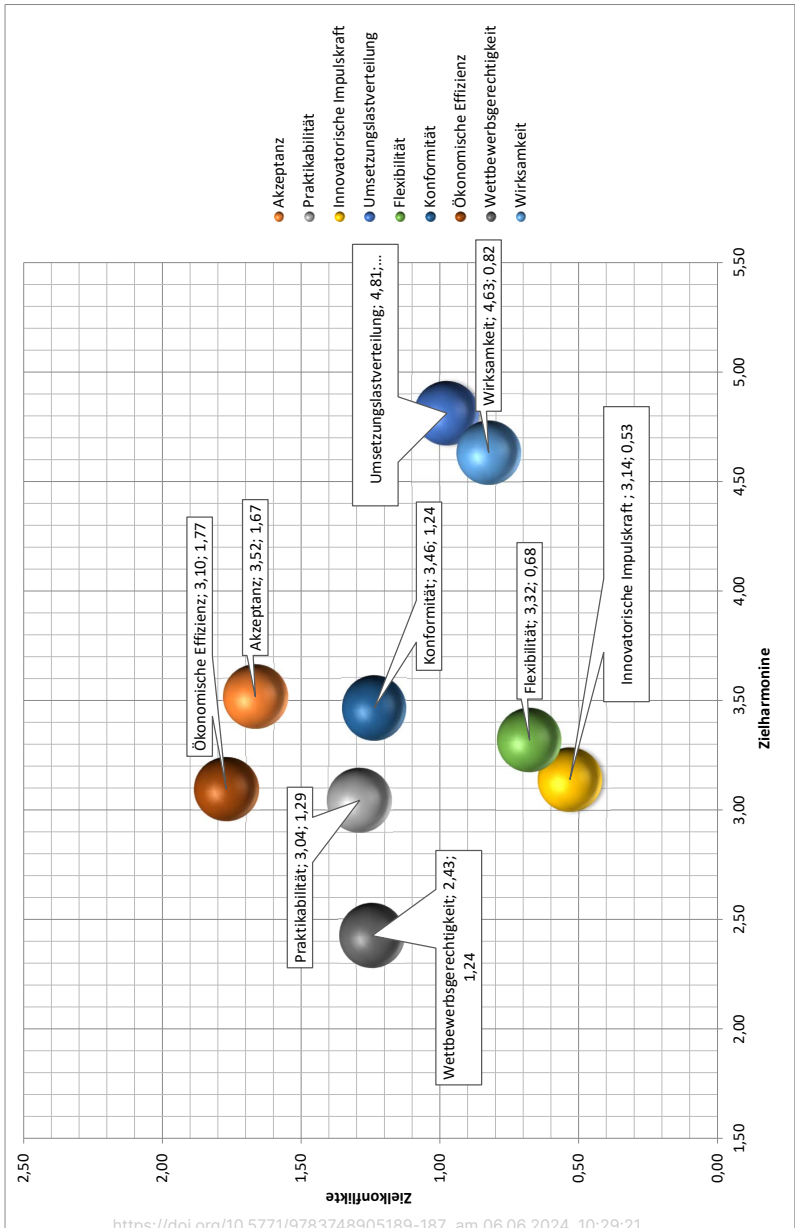 2,50
2,00
1,50
1,00
0,50
0,00
Zielkonflikte
1,50
2,00
2,50
3,00
3,50
4,00
4,50
5,00
5,50
Zielharmonine
Ökonomische Effizienz; 3,10; 1,77
Akzeptanz; 3,52; 1,67
Praktikabilität; 3,04; 1,29
Konformität; 3,46; 1,24
Wettbewerbsgerechtigkeit; 2,43;
1,24
Umsetzungslastverteilung; 4,81;...
Wirksamkeit; 4,63; 0,82
Flexibilität; 3,32; 0,68
Innovatorische Impulskraft ; 3,14; 0,53
Akzeptanz
Praktikabilität
Innovatorische Impulskraft
Umsetzungslastverteilung
Flexibilität
Konformität
Ökonomische Effizienz
Wettbewerbsgerechtigkeit
Wirksamkeit
https://doi.org/10.5771/9783748905189-187, am 06.06.2024, 10:29:21